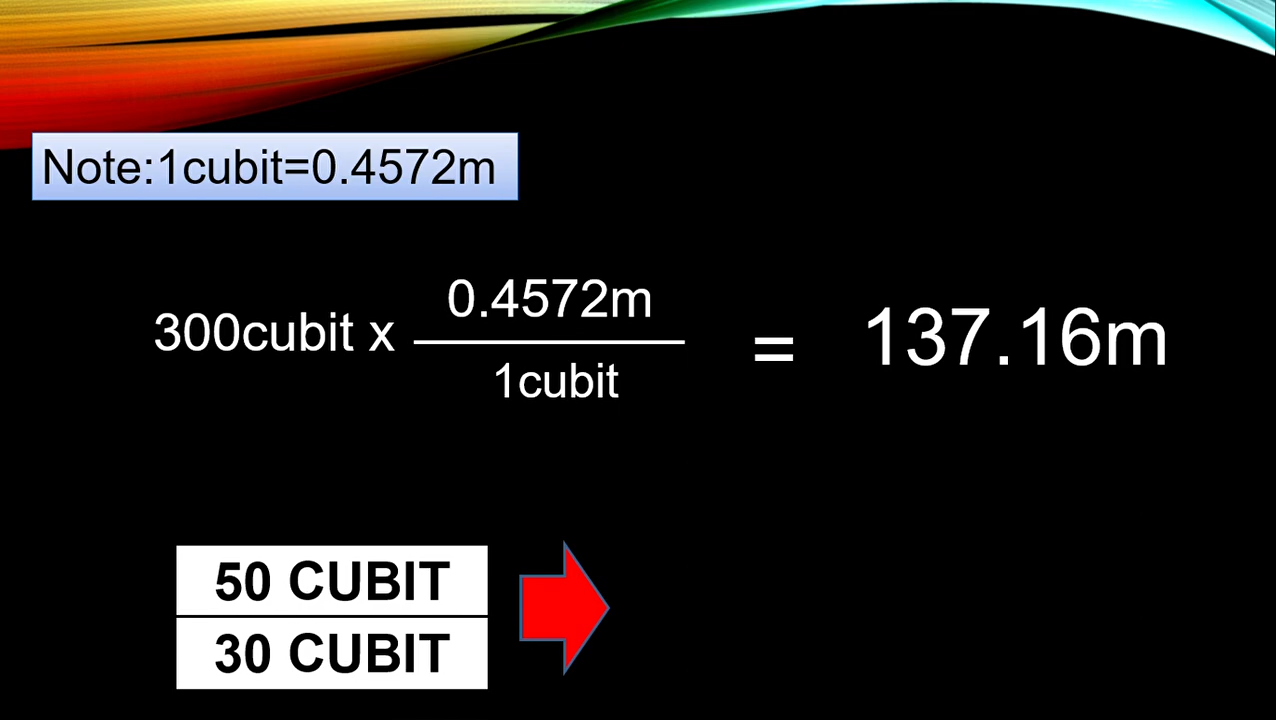 Note:1cubit=0.4572m
300cubit x 0.4572m
1cubit
= 137.16m
50 CUBIT
30 CUBIT